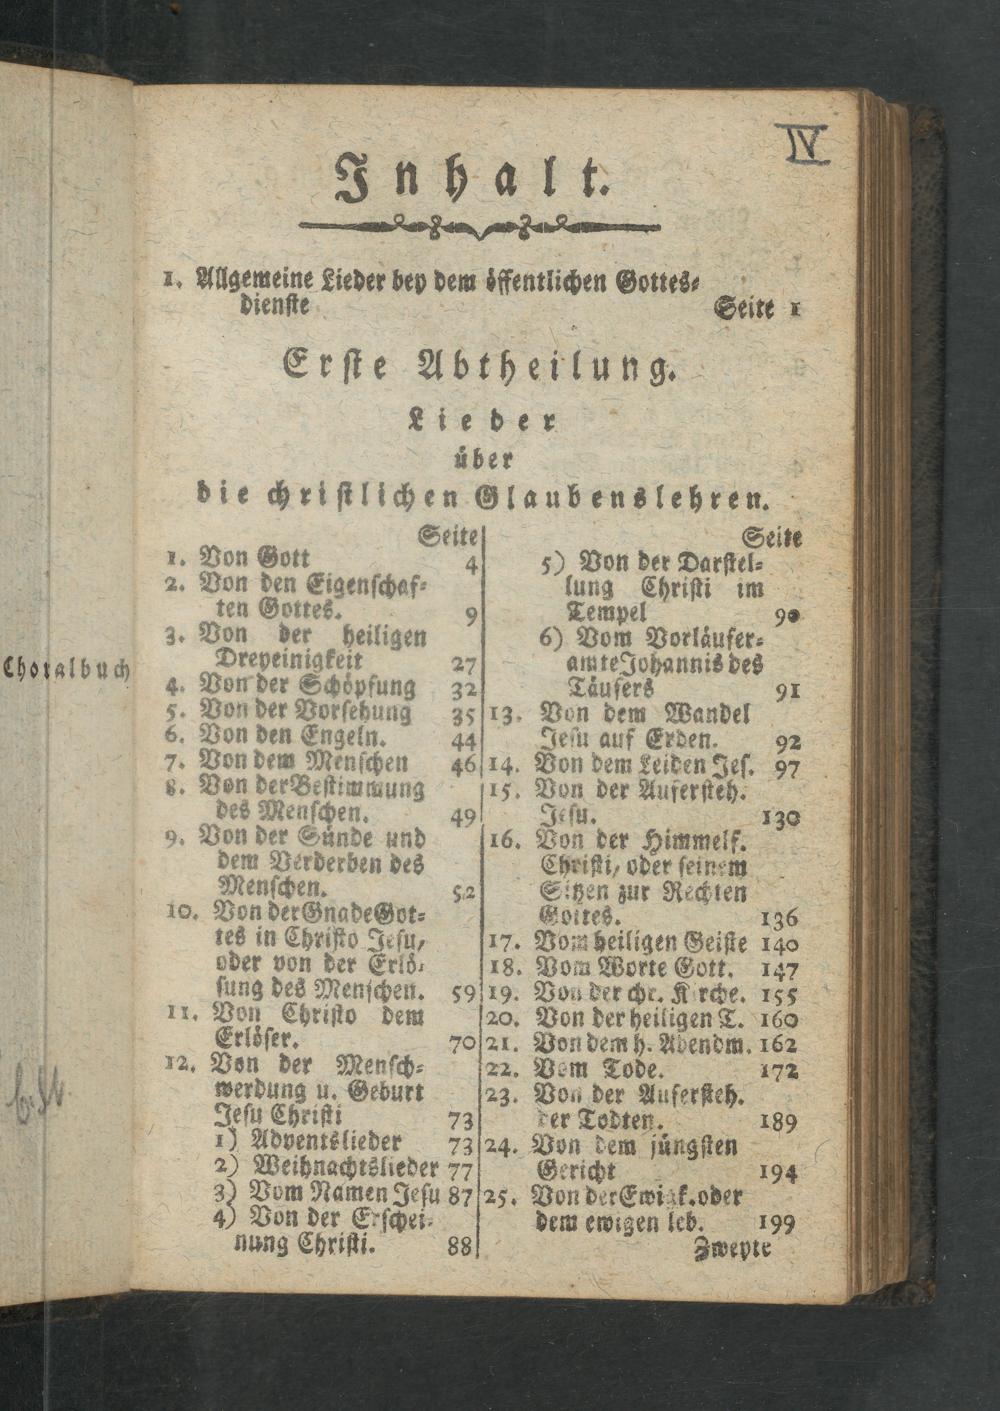 IV
Inhalt.
1. Allgemeine Lieder bey dem öffentlichen Gottes-
dienste Seite 1
Erste Abtheilung.
Lieder
über
die christlichen Glaubenslehren.
Seite
1. Von Gott 4
2. Von den Eigenschaf-
ten Gottes. 9
3. Von der heiligen
Dreyeinigkeit 27
4. Von der Schöpfung 32
5. Von der Vorsehung 35
6. Von den Engeln. 44
7. Von dem Menschen 46
8. Von der Bestimmung
des Menschen. 49
9. Von der Sünde und
dem Verderben des
Menschen. 52
10. Von der Gnade Got-
tes in Christo Jesu,
oder von der Erlö-
sung des Menschen. 59
11. Von Christo dem
Erlöser. 70
12. Von der Mensch-
werdung u. Geburt
Jesu Christi 73
1) Adventslieder 73
2) Weihnachtslieder 77
3) Vom Namen Jesu 87
4) Von der Erschei-
nung Christi. 88
Seite
5) Von der Darstel-
lung Christi im
Tempel 90
6) Vom Vorläufer-
amte Johannis des
Täufers 91
13. Von dem Wandel
Jesu auf Erden. 92
14. Von dem Leiden Jes. 97
15. Von der Aufersteh.
Jesu. 130
16. Von der Himmelf.
Christi, oder seinem
Sitzen zur Rechten
Gottes. 136
17. Vom heiligen Geiste 140
18. Vom Worte Gott. 147
19. Von der chr. Kirche. 155
20. Von der heiligen T. 160
21. Von dem h. Abendm. 162
22. Vom Tode. 172
23. Von der Aufersteh.
der Todten. 189
24. Von dem jüngsten
Gericht 194
25. Von der Ewigk. oder
dem ewigen leb. 199
Zweyte
Choralbuch